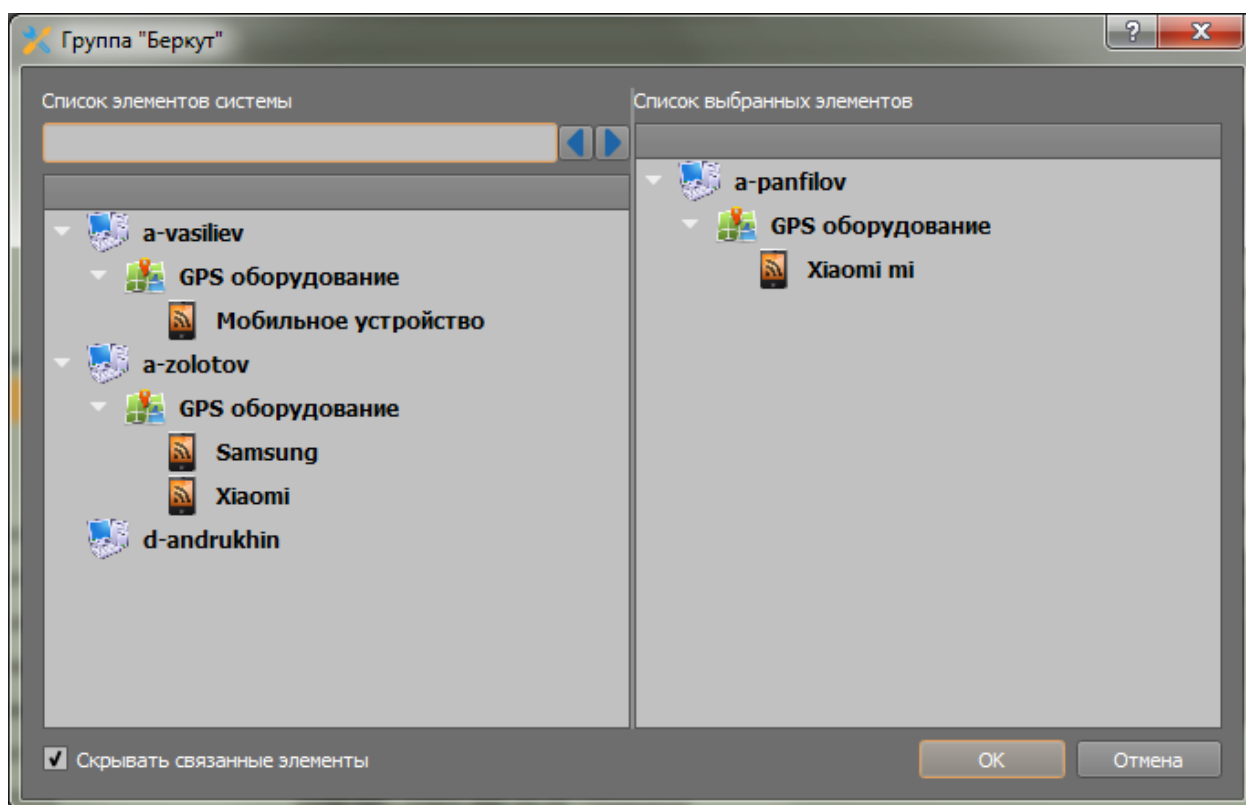 Группа "Беркут"
?
X
Список элементов системы
a-vasiliev
GPS оборудование
Мобильное устройство
a-zolotov
GPS оборудование
Samsung
Xiaomi
d-andrukhin
Список выбранных элементов
a-panfilov
GPS оборудование
Xiaomi mi
Скрывать связанные элементы
OK
Отмена